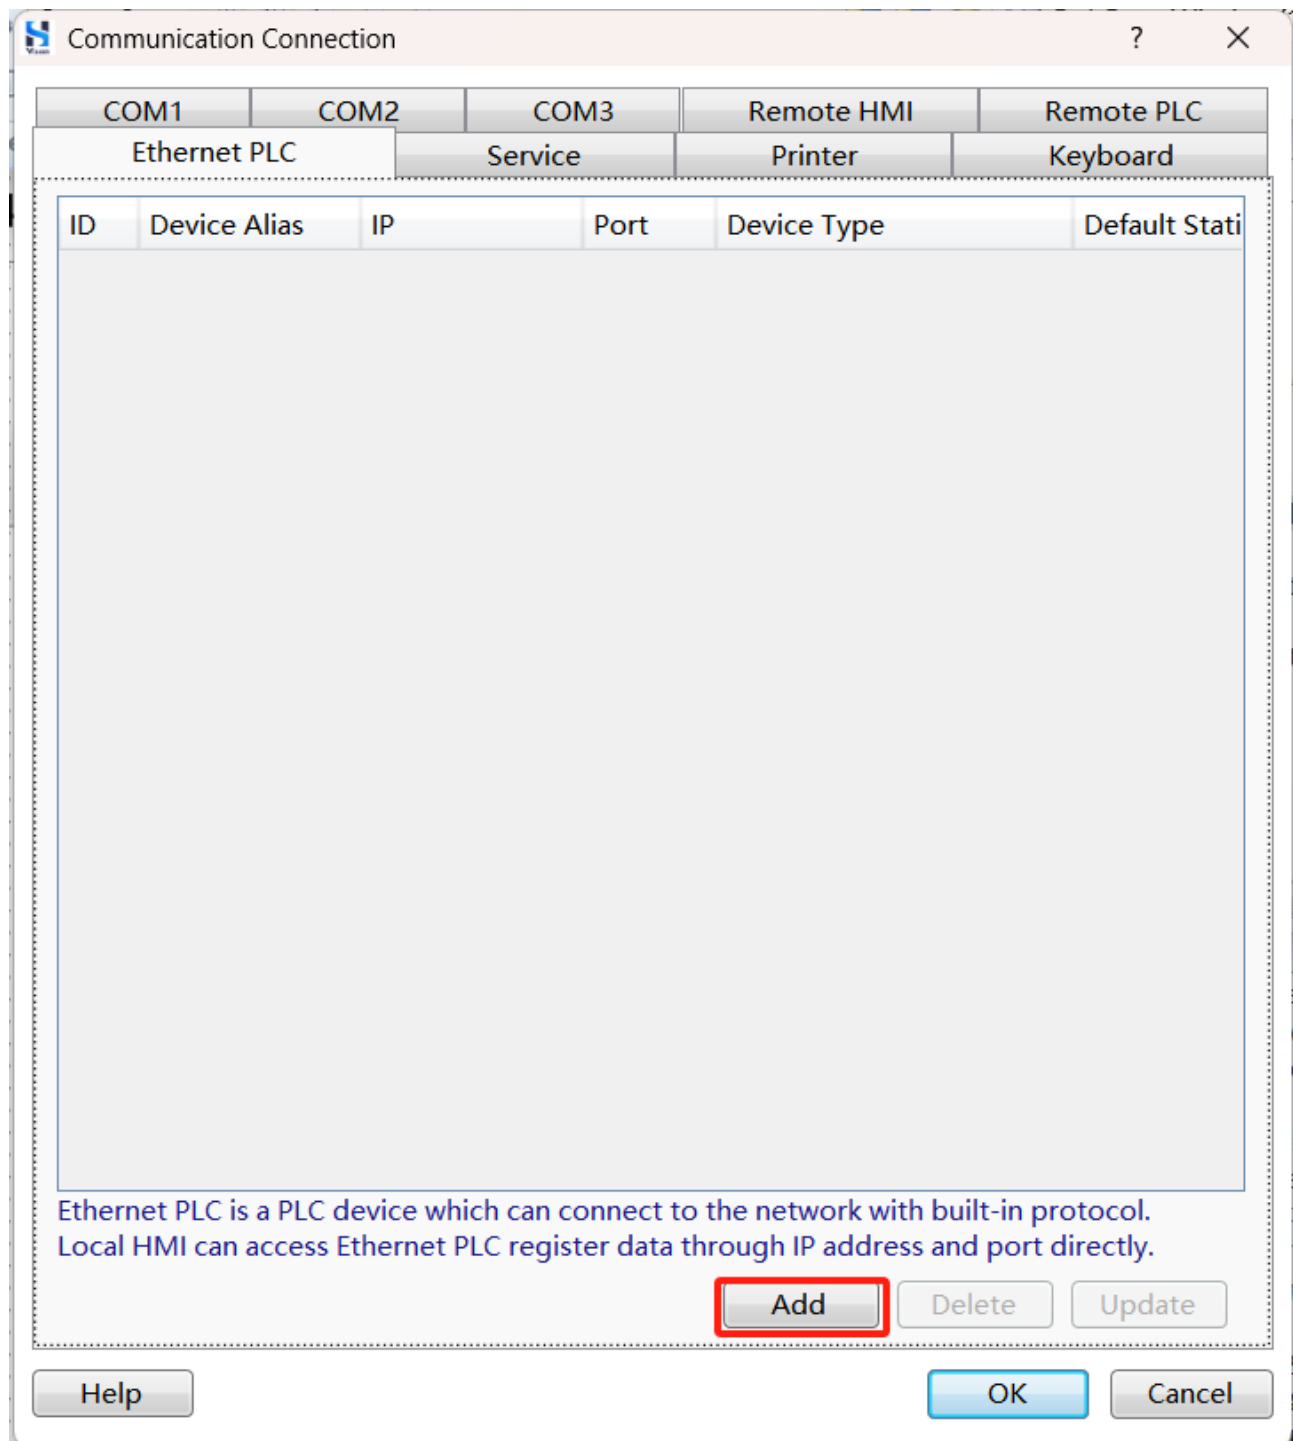 Communication Connection ?
COM1 COM2 COM3 Remote HMI Remote PLC
Ethernet PLC Service Printer Keyboard
ID Device Alias IP Port Device Type Default Stati
Ethernet PLC is a PLC device which can connect to the network with built-in protocol.
Local HMI can access Ethernet PLC register data through IP address and port directly.
Add Delete Update
Help OK Cancel